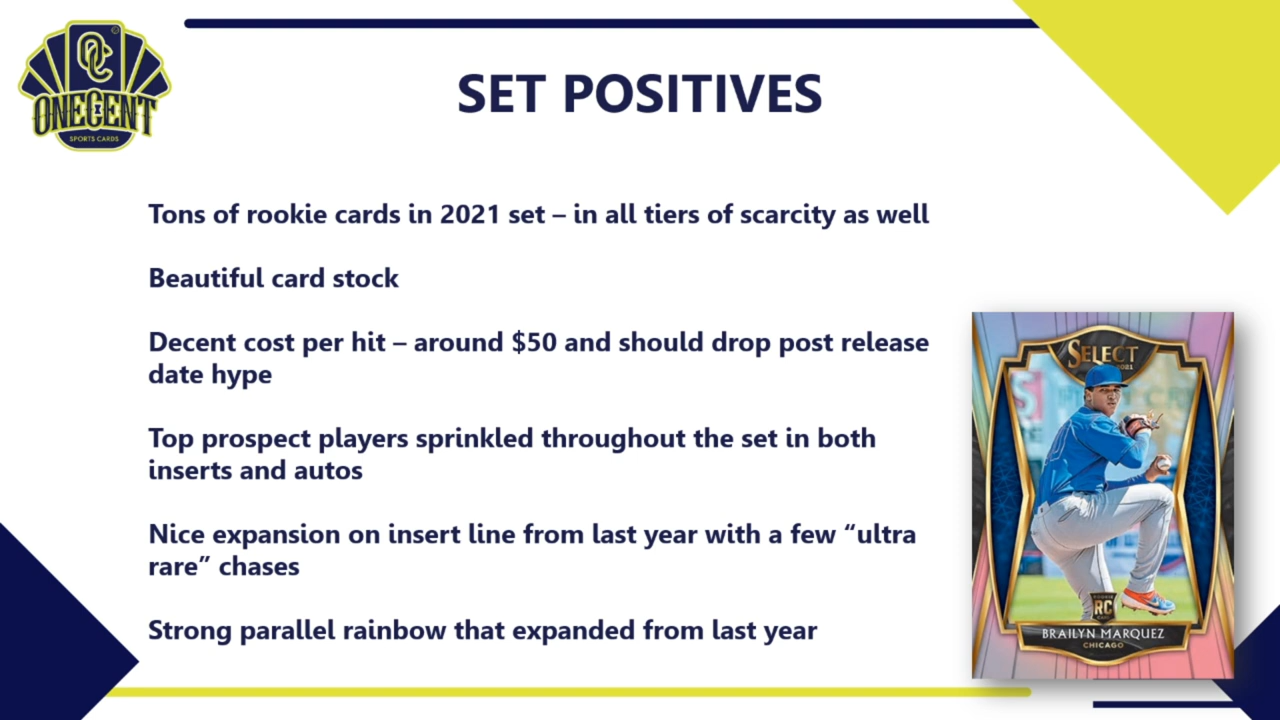 OC
ONECENT
SPORTS CARDS
SET POSITIVES
Tons of rookie cards in 2021 set – in all tiers of scarcity as well
Beautiful card stock
Decent cost per hit – around $50 and should drop post release
date hype
Top prospect players sprinkled throughout the set in both
inserts and autos
Nice expansion on insert line from last year with a few “ultra
rare” chases
Strong parallel rainbow that expanded from last year
SELECT
2021
RC
BRAILYN MARQUEZ
CHICAGO